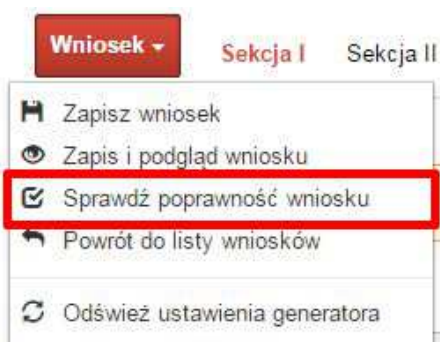 Wniosek Sekcja I Sekcja II
Zapisz wniosek
Zapis i podgląd wniosku
Sprawdź poprawność wniosku
Powrót do listy wniosków
Odśwież ustawienia generatora